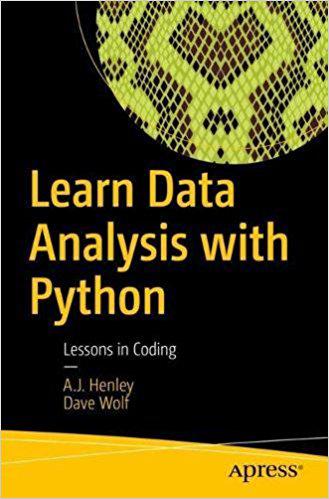 Learn Data
Analysis with
Python
Lessons in Coding
—
A.J. Henley
Dave Wolf
Apress®